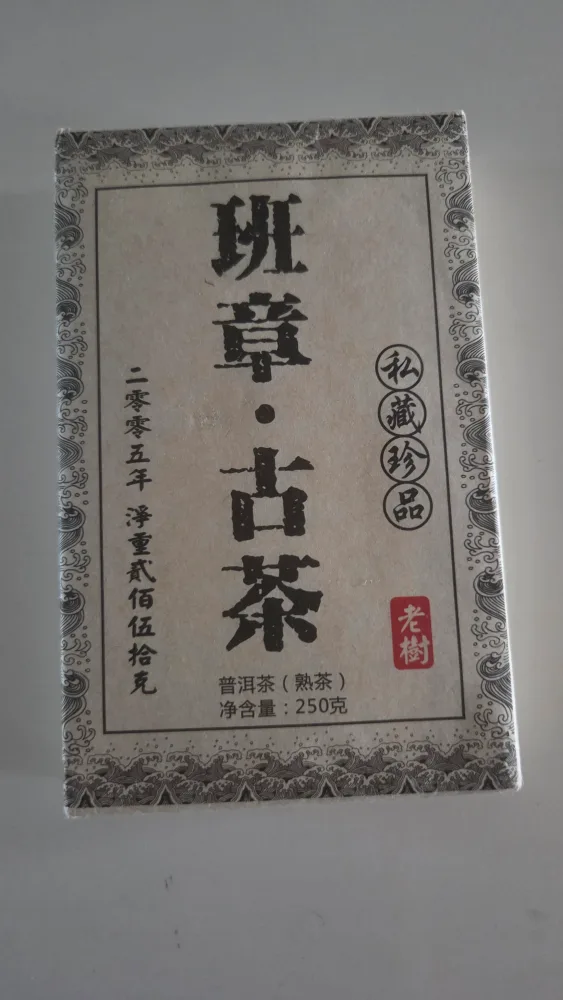 班章·古茶
私藏珍品
老樹
二零零五年 淨重貳佰伍拾克
普洱茶（熟茶）
净含量：250克